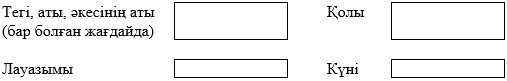 Тегі, аты, әкесінің аты Қолы
(бар болған жағдайда)
Лауазымы Күні